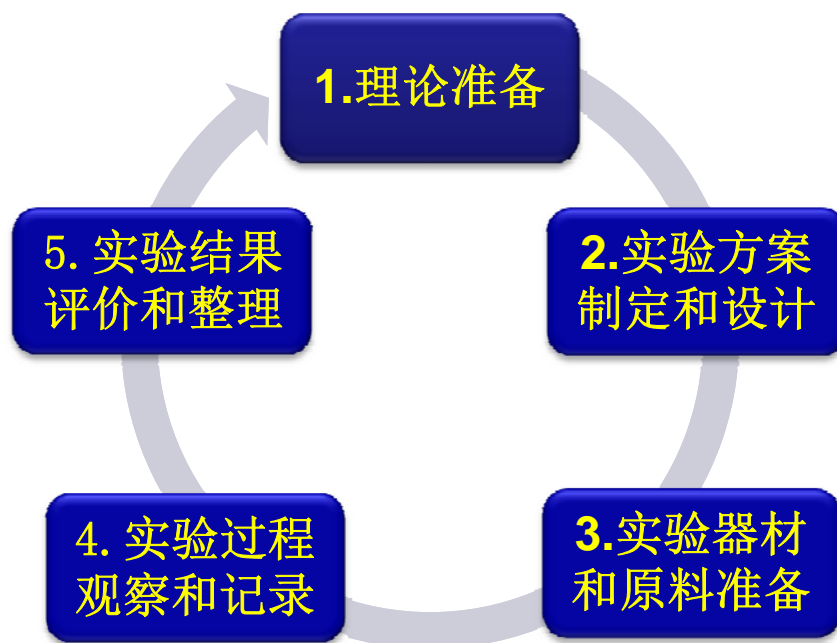 1.理论准备
2.实验方案
制定和设计
3.实验器材
和原料准备
4. 实验过程
观察和记录
5. 实验结果
评价和整理